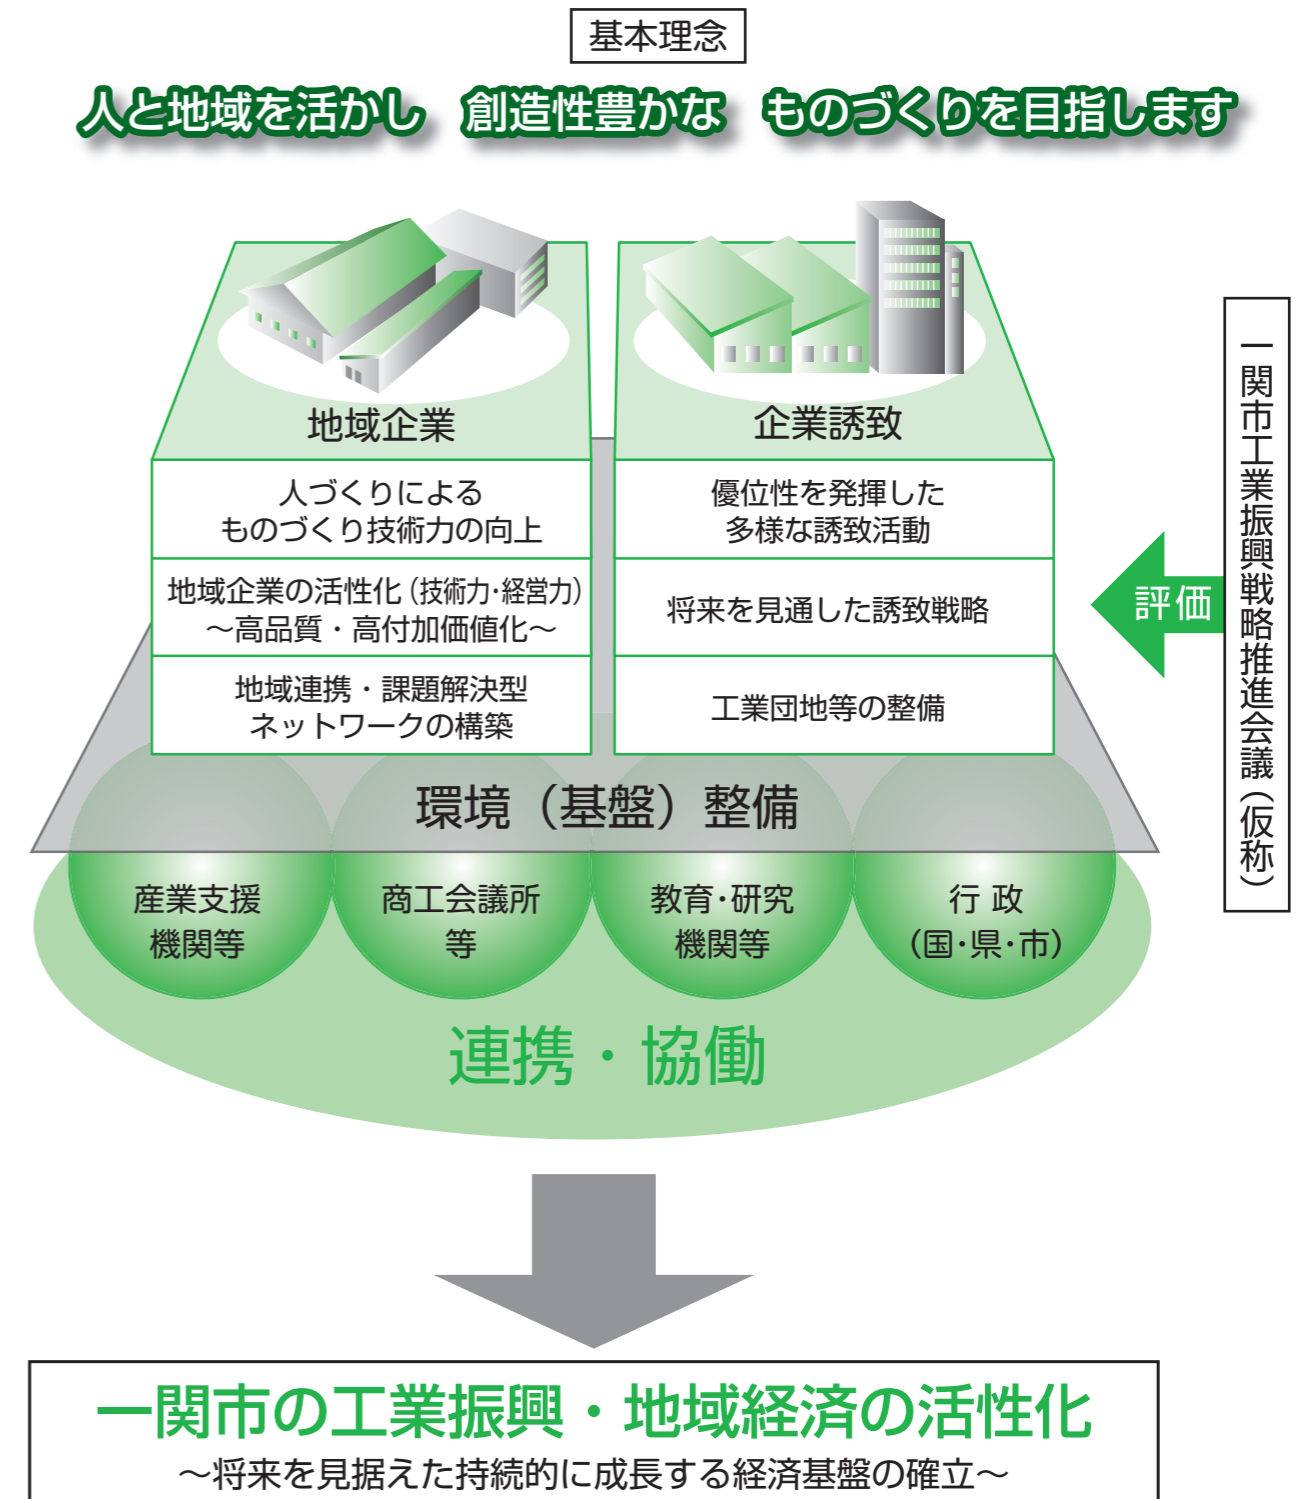 基本理念
人と地域を活かし　創造性豊かな　ものづくりを目指します
地域企業
人づくりによる
ものづくり技術力の向上
地域企業の活性化（技術力・経営力）
～高品質・高付加価値化～
地域連携・課題解決型
ネットワークの構築
企業誘致
優位性を発揮した
多様な誘致活動
将来を見通した誘致戦略
工業団地等の整備
評価
一関市工業振興戦略推進会議（仮称）
環境（基盤）整備
産業支援
機関等
商工会議所
等
教育・研究
機関等
行 政
（国・県・市）
連携・協働
一関市の工業振興・地域経済の活性化
～将来を見据えた持続的に成長する経済基盤の確立～